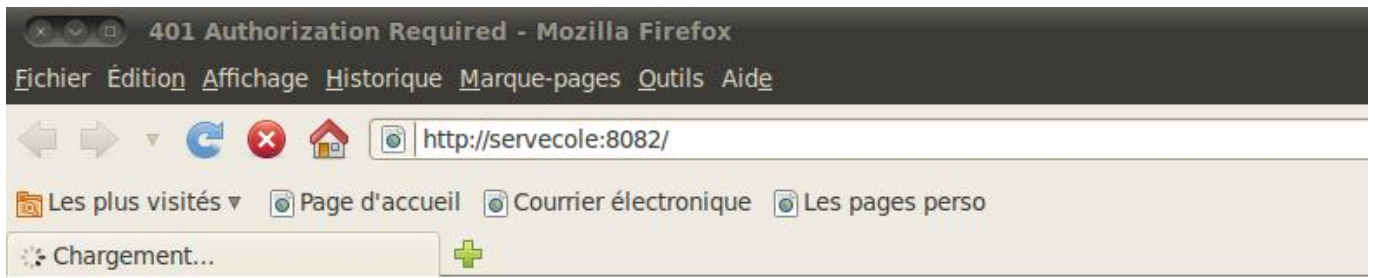 401 Authorization Required - Mozilla Firefox
Fichier Édition Affichage Historique Marque-pages Outils Aide
http://servecole:8082/
Les plus visités Page d'accueil Courrier électronique Les pages perso
Chargement...